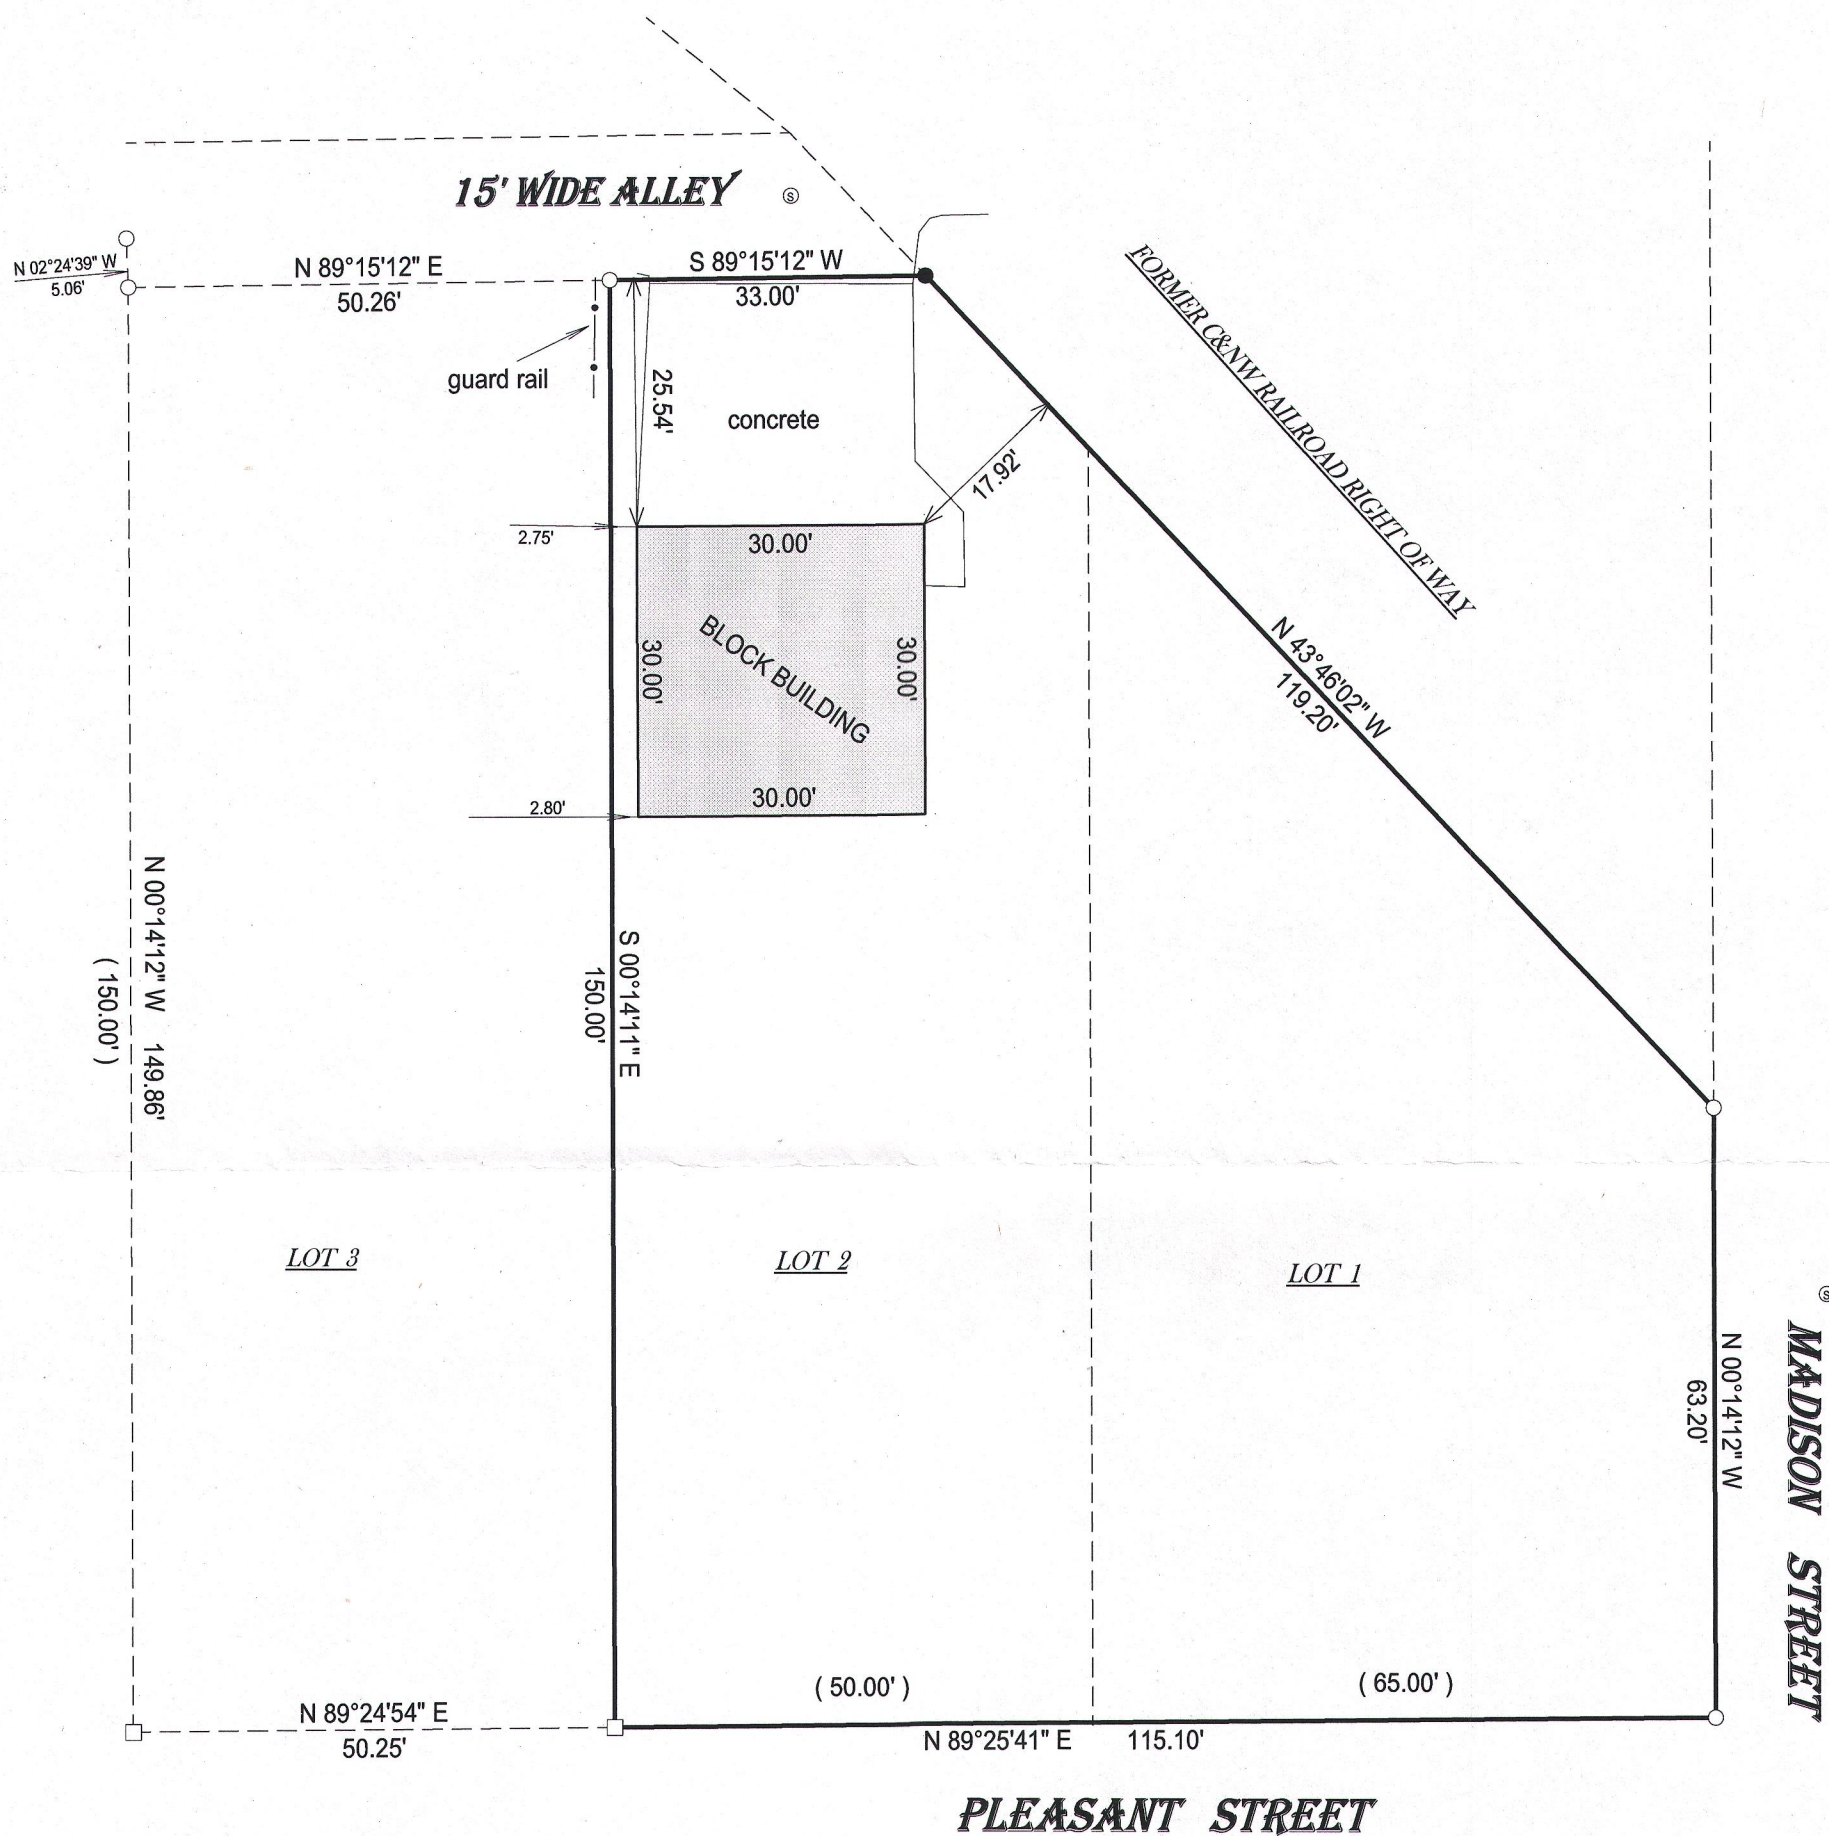 15' WIDE ALLEY
S
N 02°24'39" W
5.06'
N 89°15'12" E
50.26'
S 89°15'12" W
33.00'
FORMER C&NW RAILROAD RIGHT OF WAY
guard rail
25.54'
concrete
17.92'
2.75'
30.00'
30.00'
BLOCK BUILDING
30.00'
30.00'
2.80'
N 43°46'02" W
119.20'
N 00°14'12" W 149.86'
( 150.00' )
S 00°14'11" E
150.00'
LOT 3
LOT 2
LOT 1
S
N 00°14'12" W
63.20'
MADISON STREET
( 50.00' )
( 65.00' )
N 89°24'54" E
50.25'
N 89°25'41" E 115.10'
PLEASANT STREET